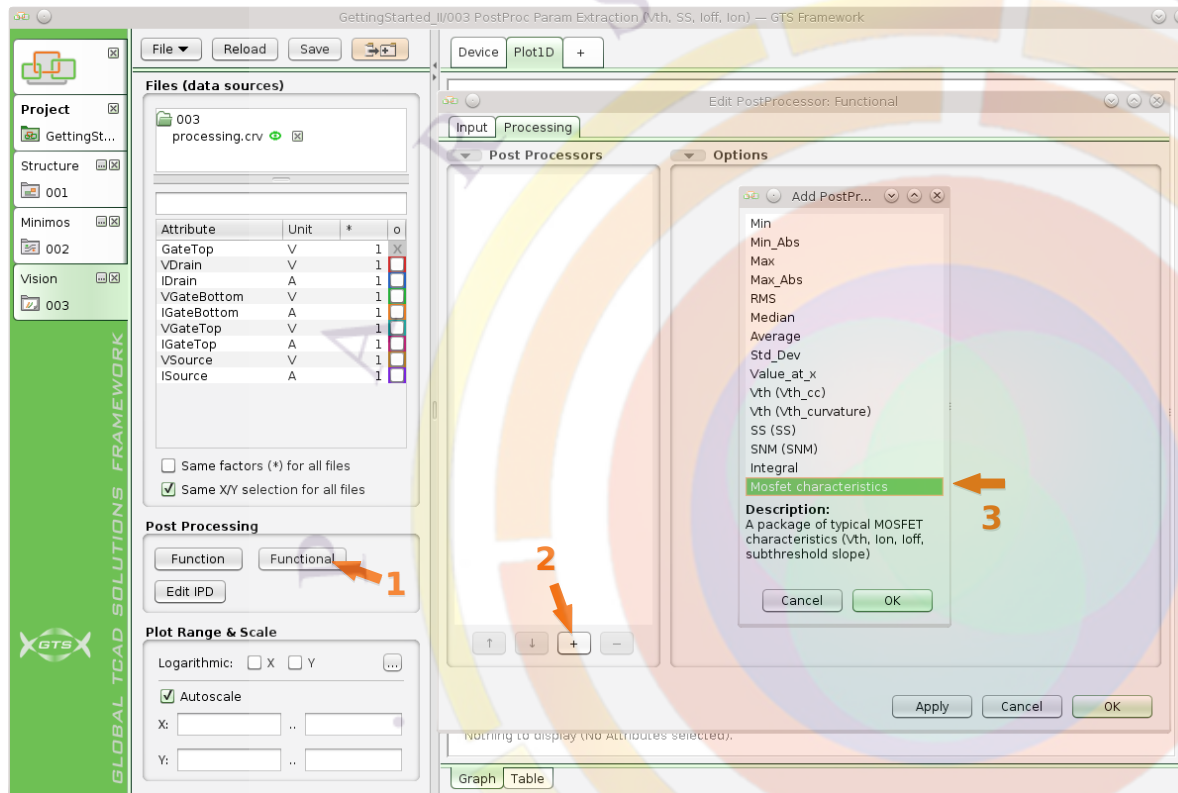 GettingStarted_II/003 PostProc Param Extraction (Vth, SS, Ioff, Ion) — GTS Framework
File Reload Save
Device Plot1D +
Project
GettingSt...
Structure
001
Minimos
002
Vision
003
GLOBAL TCAD SOLUTIONS FRAMEWORK
GTS
Files (data sources)
003
processing.crv
Attribute Unit * o
GateTop V 1 X
VDrain V 1
IDrain A 1
VGateBottom V 1
IGateBottom A 1
VGateTop V 1
IGateTop A 1
VSource V 1
ISource A 1
Same factors (*) for all files
Same X/Y selection for all files
Post Processing
Function Functional
1
Edit IPD
Plot Range & Scale
Logarithmic: X Y ...
Autoscale
X: ..
Y: ..
Edit PostProcessor: Functional
Input Processing
Post Processors
Options
2
↑ ↓ + −
Add PostPr...
Min
Min_Abs
Max
Max_Abs
RMS
Median
Average
Std_Dev
Value_at_x
Vth (Vth_cc)
Vth (Vth_curvature)
SS (SS)
SNM (SNM)
Integral
Mosfet characteristics
3
Description:
A package of typical MOSFET
characteristics (Vth, Ion, Ioff,
subthreshold slope)
Cancel OK
Apply Cancel OK
Nothing to display (No Attributes selected).
Graph Table